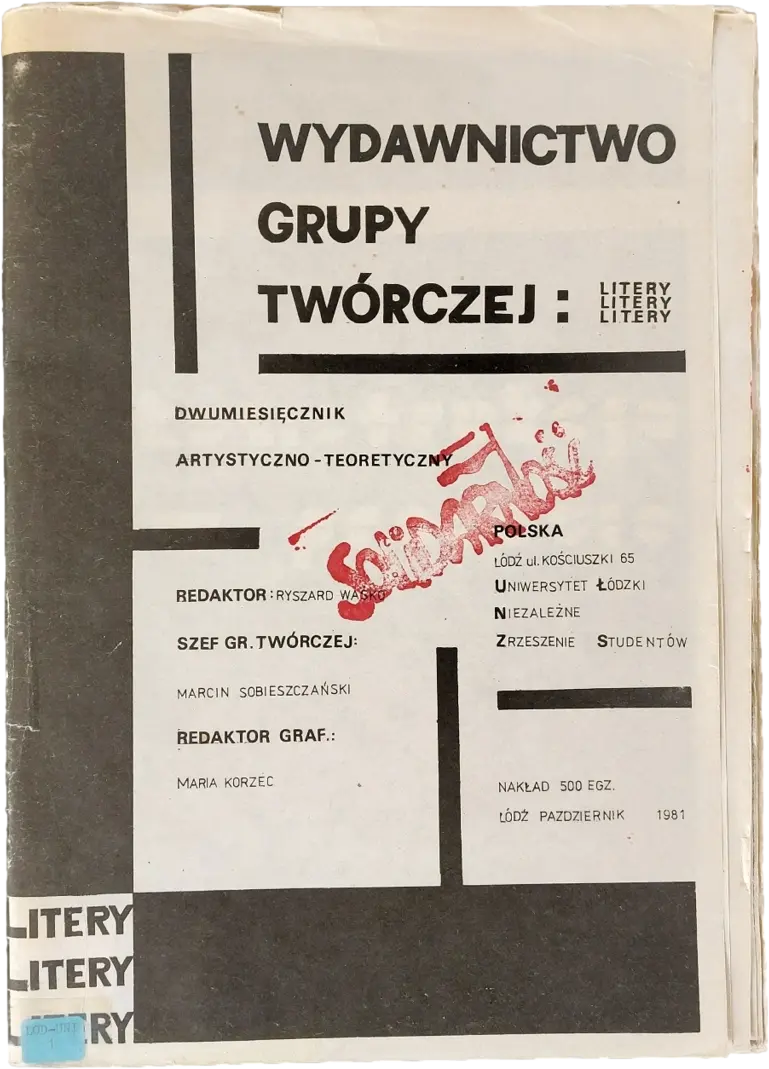 WYDAWNICTWO
GRUPY
TWÓRCZEJ:
LITERY
LITERY
LITERY
DWUMIESIĘCZNIK
ARTYSTYCZNO-TEORETYCZNY
SOLIDARNOŚĆ
POLSKA
ŁÓDŹ ul. KOŚCIUSZKI 65
UNIWERSYTET ŁÓDZKI
NIEZALEŻNE
ZRZESZENIE STUDENTÓW
REDAKTOR: RYSZARD WAŚKO
SZEF GR. TWÓRCZEJ:
MARCIN SOBIESZCZAŃSKI
REDAKTOR GRAF.:
MARIA KORZEC
NAKŁAD 500 EGZ.
ŁÓDŹ PAZDZIERNIK 1981
LITERY
LITERY
LITERY